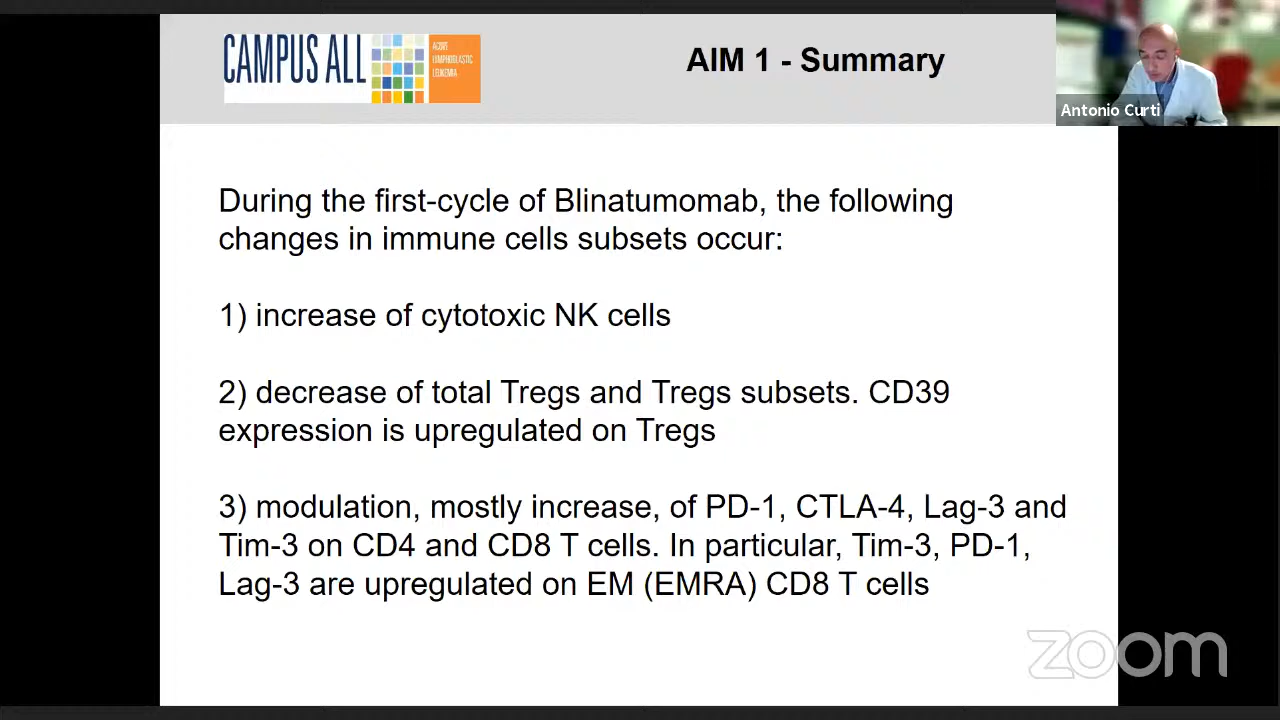 CAMPUS ALL
ACUTE
LYMPHOBLASTIC
LEUKEMIA
AIM 1 - Summary
Antonio Curti
During the first-cycle of Blinatumomab, the following
changes in immune cells subsets occur:
1) increase of cytotoxic NK cells
2) decrease of total Tregs and Tregs subsets. CD39
expression is upregulated on Tregs
3) modulation, mostly increase, of PD-1, CTLA-4, Lag-3 and
Tim-3 on CD4 and CD8 T cells. In particular, Tim-3, PD-1,
Lag-3 are upregulated on EM (EMRA) CD8 T cells
zoom